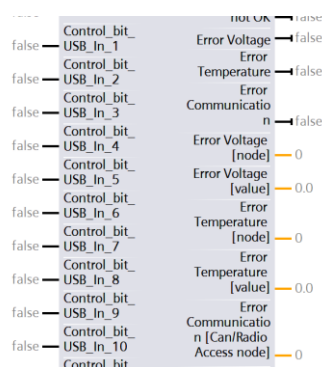 not OK false
false Control_bit_
USB_In_1
Error Voltage false
false Control_bit_
USB_In_2
Error
Temperature false
false Control_bit_
USB_In_3
Error
Communicatio
n false
false Control_bit_
USB_In_4
Error Voltage
[node] 0
false Control_bit_
USB_In_5
Error Voltage
[value] 0.0
false Control_bit_
USB_In_6
Error
Temperature
[node] 0
false Control_bit_
USB_In_7
false Control_bit_
USB_In_8
Error
Temperature
[value] 0.0
false Control_bit_
USB_In_9
false Control_bit_
USB_In_10
Error
Communicatio
n [Can/Radio
Access node] 0
Control_bit_